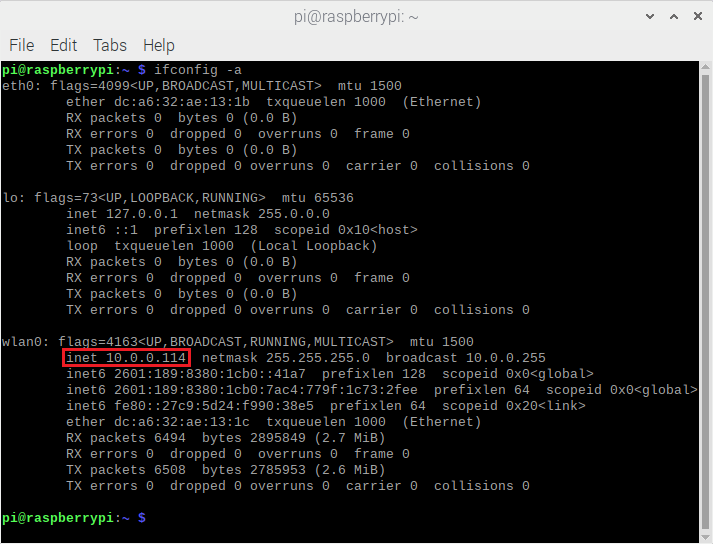 pi@raspberrypi: ~
File Edit Tabs Help
pi@raspberrypi:~ $ ifconfig -a
eth0: flags=4099<UP,BROADCAST,MULTICAST>  mtu 1500
        ether dc:a6:32:ae:13:1b  txqueuelen 1000  (Ethernet)
        RX packets 0  bytes 0 (0.0 B)
        RX errors 0  dropped 0  overruns 0  frame 0
        TX packets 0  bytes 0 (0.0 B)
        TX errors 0  dropped 0 overruns 0  carrier 0  collisions 0

lo: flags=73<UP,LOOPBACK,RUNNING>  mtu 65536
        inet 127.0.0.1  netmask 255.0.0.0
        inet6 ::1  prefixlen 128  scopeid 0x10<host>
        loop  txqueuelen 1000  (Local Loopback)
        RX packets 0  bytes 0 (0.0 B)
        RX errors 0  dropped 0  overruns 0  frame 0
        TX packets 0  bytes 0 (0.0 B)
        TX errors 0  dropped 0 overruns 0  carrier 0  collisions 0

wlan0: flags=4163<UP,BROADCAST,RUNNING,MULTICAST>  mtu 1500
        inet 10.0.0.114  netmask 255.255.255.0  broadcast 10.0.0.255
        inet6 2601:189:8380:1cb0::41a7  prefixlen 128  scopeid 0x0<global>
        inet6 2601:189:8380:1cb0:7ac4:779f:1c73:2fee  prefixlen 64  scopeid 0x0<global>
        inet6 fe80::27c9:5d24:f990:38e5  prefixlen 64  scopeid 0x20<link>
        ether dc:a6:32:ae:13:1c  txqueuelen 1000  (Ethernet)
        RX packets 6494  bytes 2895849 (2.7 MiB)
        RX errors 0  dropped 0  overruns 0  frame 0
        TX packets 6508  bytes 2785953 (2.6 MiB)
        TX errors 0  dropped 0 overruns 0  carrier 0  collisions 0

pi@raspberrypi:~ $